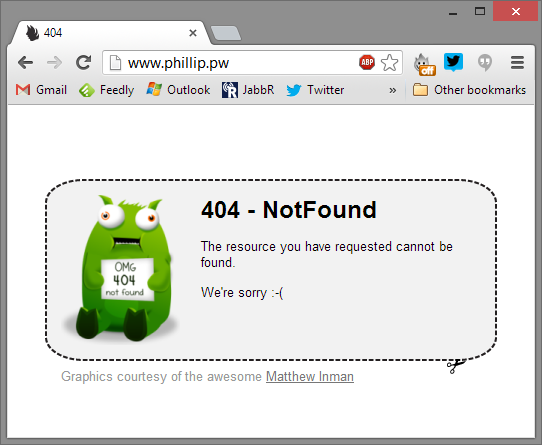 404
www.phillip.pw
ABP
off
Gmail
Feedly
Outlook
JabbR
Twitter
»
Other bookmarks
404 - NotFound
The resource you have requested cannot be
found.
We're sorry :-(
OMG
404
not found
Graphics courtesy of the awesome Matthew Inman